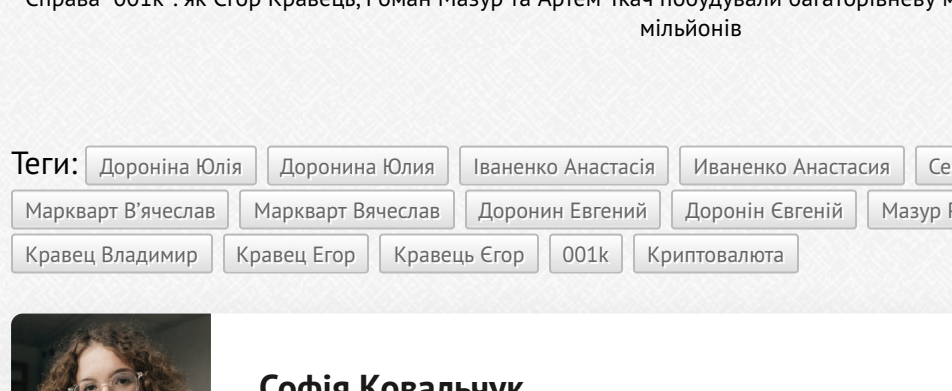 Справа "001k": як Єгор Кравець, Роман Мазур та Артем Ткач побудували багаторівневу
мільйонів
Теги: Дороніна Юлія Доронина Юлия Іваненко Анастасія Иваненко Анастасия Се
Маркварт В’ячеслав Маркварт Вячеслав Доронин Евгений Доронін Євгеній Мазур
Кравец Владимир Кравец Егор Кравець Єгор 001k Криптовалюта
Софія Ковальчук